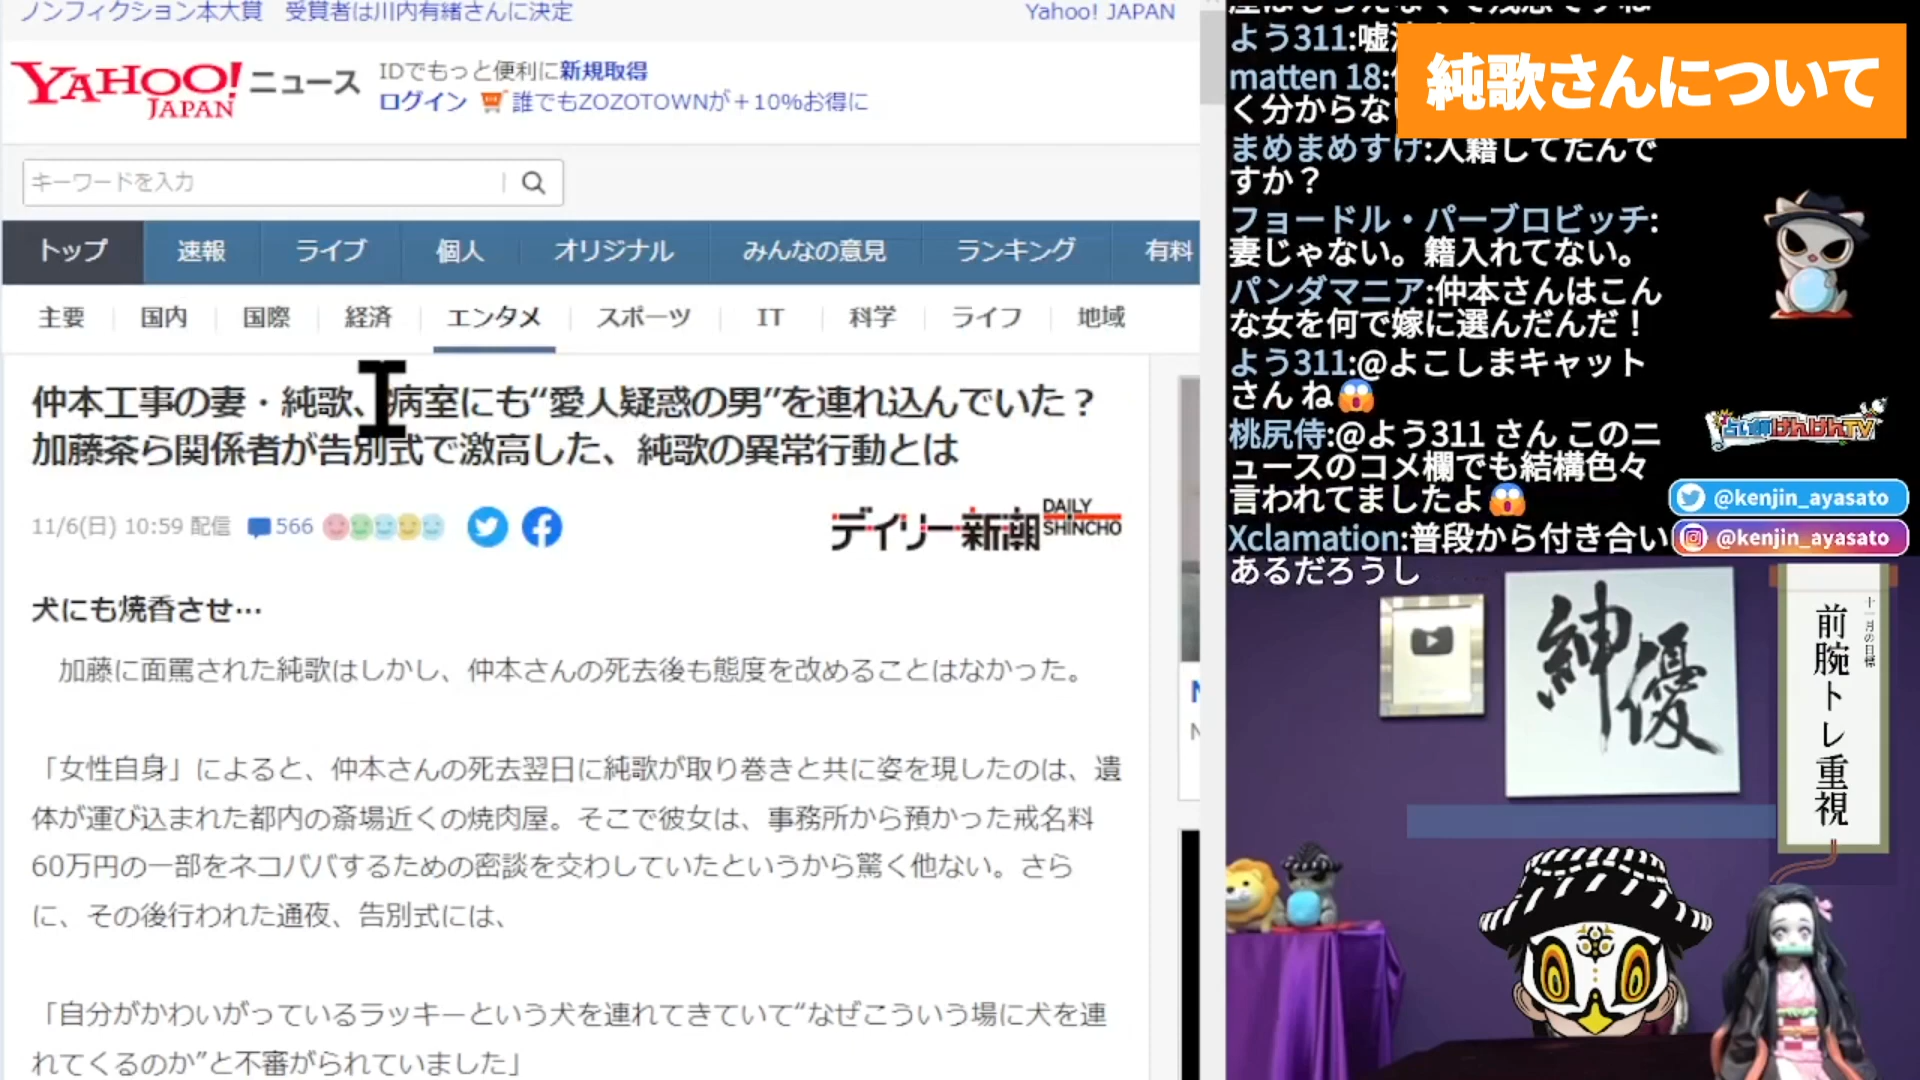 ノンフィクション本大賞 受賞者は川内有緒さんに決定
Yahoo! JAPAN
YAHOO! JAPAN ニュース
IDでもっと便利に新規取得
ログイン 誰でもZOZOTOWNが＋10%お得に
キーワードを入力
トップ 速報 ライブ 個人 オリジナル みんなの意見 ランキング 有料
主要 国内 国際 経済 エンタメ スポーツ IT 科学 ライフ 地域
仲本工事の妻・純歌、病室にも“愛人疑惑の男”を連れ込んでいた？
加藤茶ら関係者が告別式で激高した、純歌の異常行動とは
11/6(日) 10:59 配信 566
デイリー新潮 DAILY SHINCHO
犬にも焼香させ…
加藤に面罵された純歌はしかし、仲本さんの死去後も態度を改めることはなかった。
「女性自身」によると、仲本さんの死去翌日に純歌が取り巻きと共に姿を現したのは、遺
体が運び込まれた都内の斎場近くの焼肉屋。そこで彼女は、事務所から預かった戒名料
60万円の一部をネコババするための密談を交わしていたというから驚く他ない。さら
に、その後行われた通夜、告別式には、
「自分がかわいがっているラッキーという犬を連れてきていて“なぜこういう場に犬を連
れてくるのか”と不審がられていました」
よう311:嘘
純歌さんについて
matten 18:
く分からな
まめまめすけ:入籍してたんで
すか？
フョードル・パーブロビッチ:
妻じゃない。籍入れてない。
パンダマニア:仲本さんはこん
な女を何で嫁に選んだんだ！
よう311:@よこしまキャット
さん ね😱
桃尻侍:@よう311 さん このニ
ュースのコメ欄でも結構色々
言われてましたよ😱
Xclamation:普段から付き合い
あるだろうし
占い師けんけんTV
@kenjin_ayasato
@kenjin_ayasato
紳優
十一月の目標
前腕トレ重視